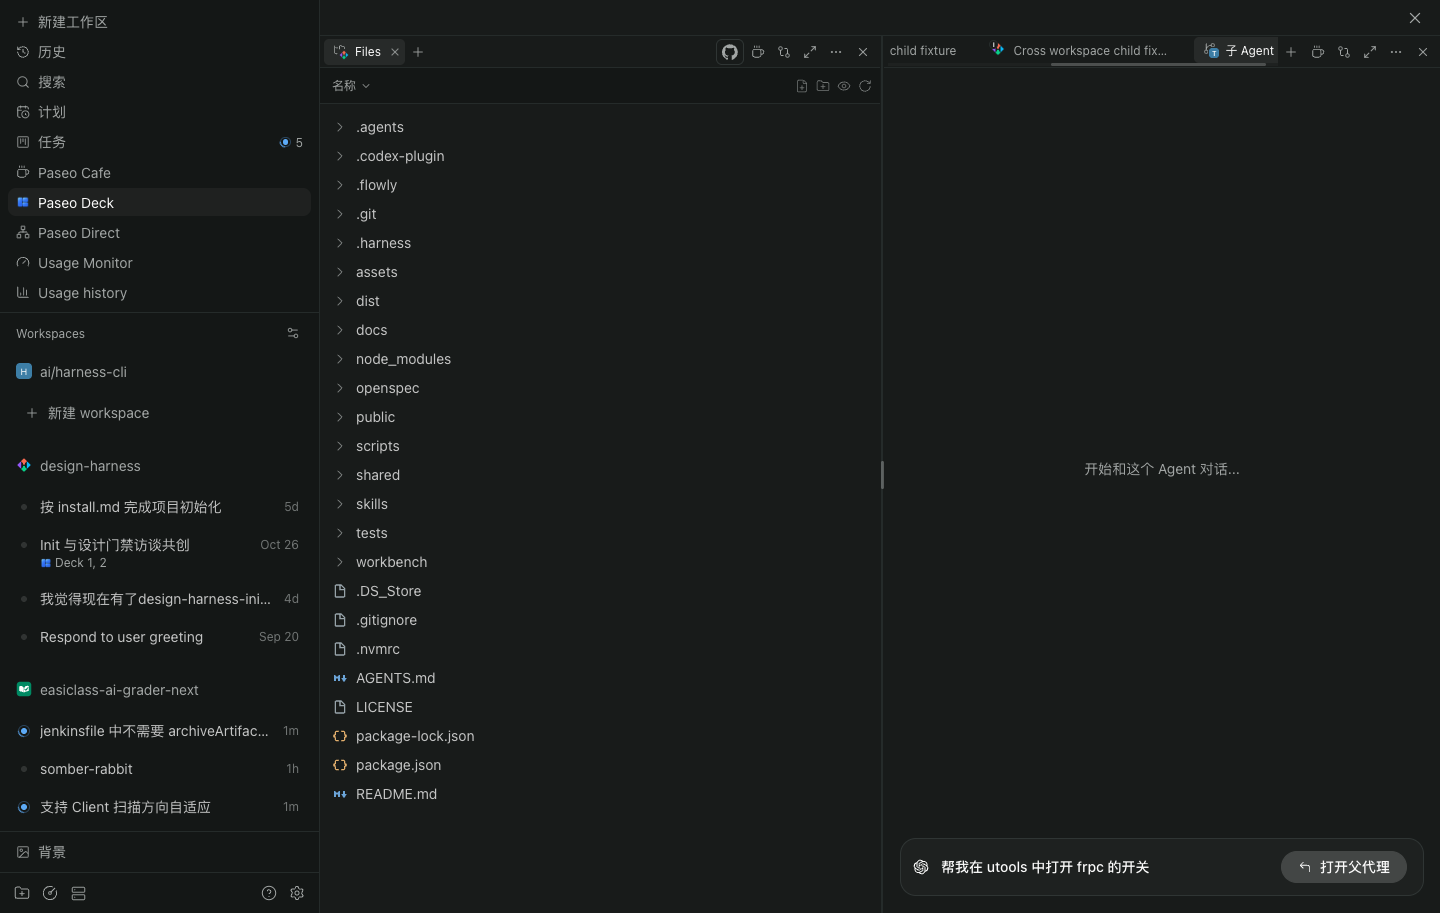 新建工作区
历史
搜索
计划
任务 5
Paseo Cafe
Paseo Deck
Paseo Direct
Usage Monitor
Usage history
Workspaces
H ai/harness-cli
新建 workspace
design-harness
按 install.md 完成项目初始化 5d
Init 与设计门禁访谈共创 Oct 26
Deck 1, 2
我觉得现在有了design-harness-ini... 4d
Respond to user greeting Sep 20
easiclass-ai-grader-next
jenkinsfile 中不需要 archiveArtifac... 1m
somber-rabbit 1h
支持 Client 扫描方向自适应 1m
背景
Files
名称
.agents
.codex-plugin
.flowly
.git
.harness
assets
dist
docs
node_modules
openspec
public
scripts
shared
skills
tests
workbench
.DS_Store
.gitignore
.nvmrc
AGENTS.md
LICENSE
package-lock.json
package.json
README.md
child fixture
Cross workspace child fix...
T 子 Agent
开始和这个 Agent 对话...
帮我在 utools 中打开 frpc 的开关
打开父代理